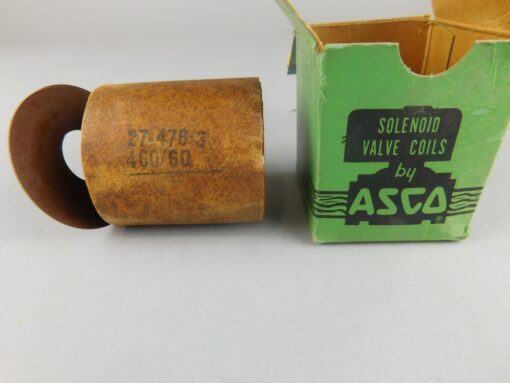 27-478-3
460/60
SOLENOID
VALVE COILS
by
ASCO
®